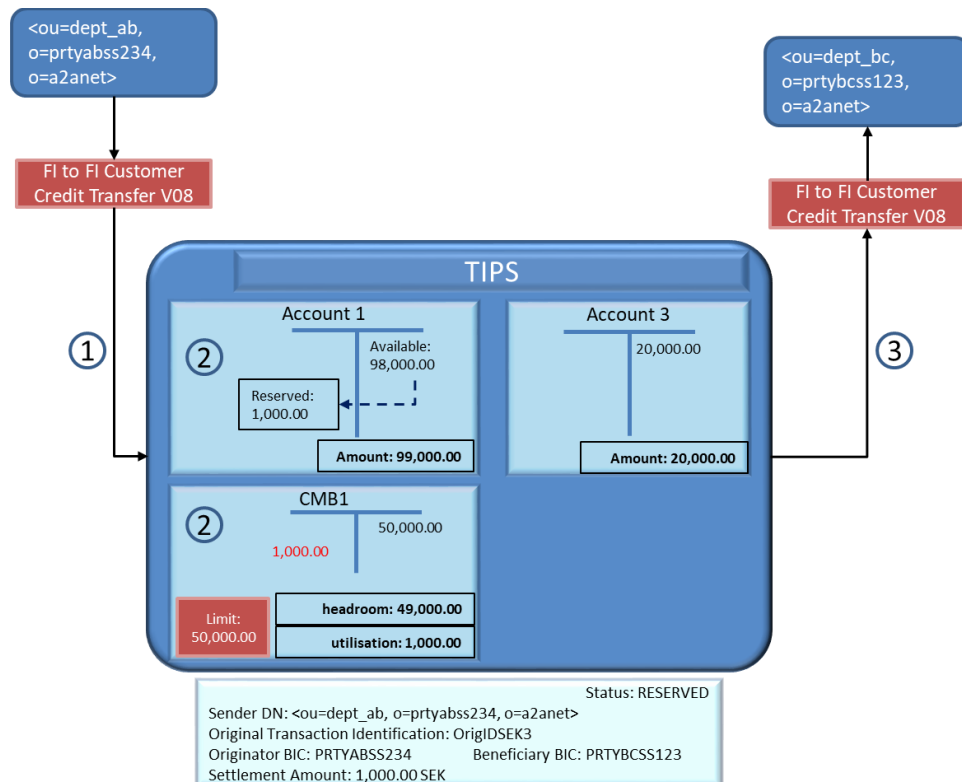 <ou=dept_ab,
o=prtyabss234,
o=a2anet>
<ou=dept_bc,
o=prtybcss123,
o=a2anet>
FI to FI Customer
Credit Transfer V08
FI to FI Customer
Credit Transfer V08
TIPS
1
2
Account 1
Available:
98,000.00
Reserved:
1,000.00
Amount: 99,000.00
Account 3
20,000.00
Amount: 20,000.00
3
2
CMB1
50,000.00
1,000.00
Limit:
50,000.00
headroom: 49,000.00
utilisation: 1,000.00
Status: RESERVED
Sender DN: <ou=dept_ab, o=prtyabss234, o=a2anet>
Original Transaction Identification: OrigIDSEK3
Originator BIC: PRTYABSS234 Beneficiary BIC: PRTYBCSS123
Settlement Amount: 1,000.00 SEK